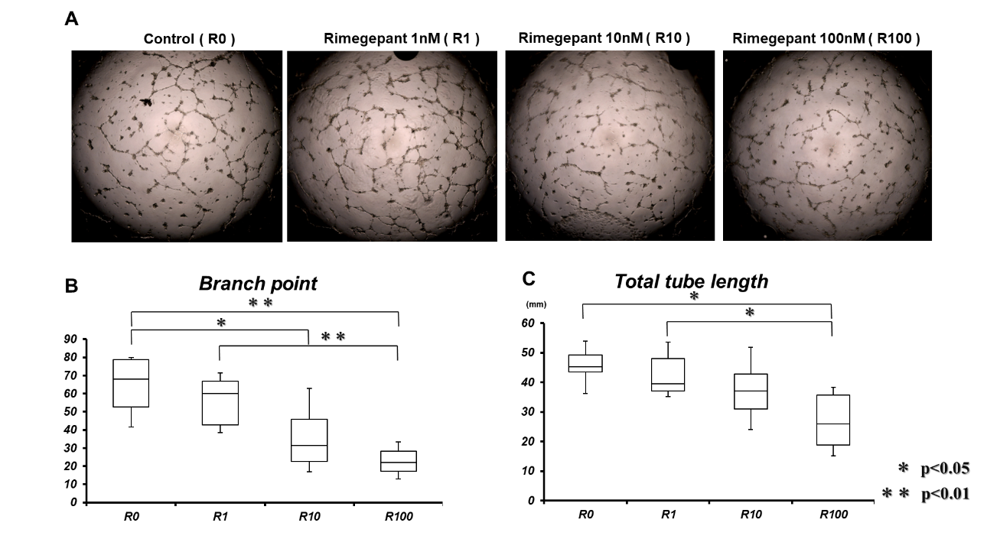 A
Control ( R0 )
Rimegepant 1nM ( R1 )
Rimegepant 10nM ( R10 )
Rimegepant 100nM ( R100 )
B
Branch point
* *
*
* *
90
80
70
60
50
40
30
20
10
0
R0
R1
R10
R100
C
Total tube length
(mm)
*
*
60
50
40
30
20
10
0
R0
R1
R10
R100
* p<0.05
* * p<0.01